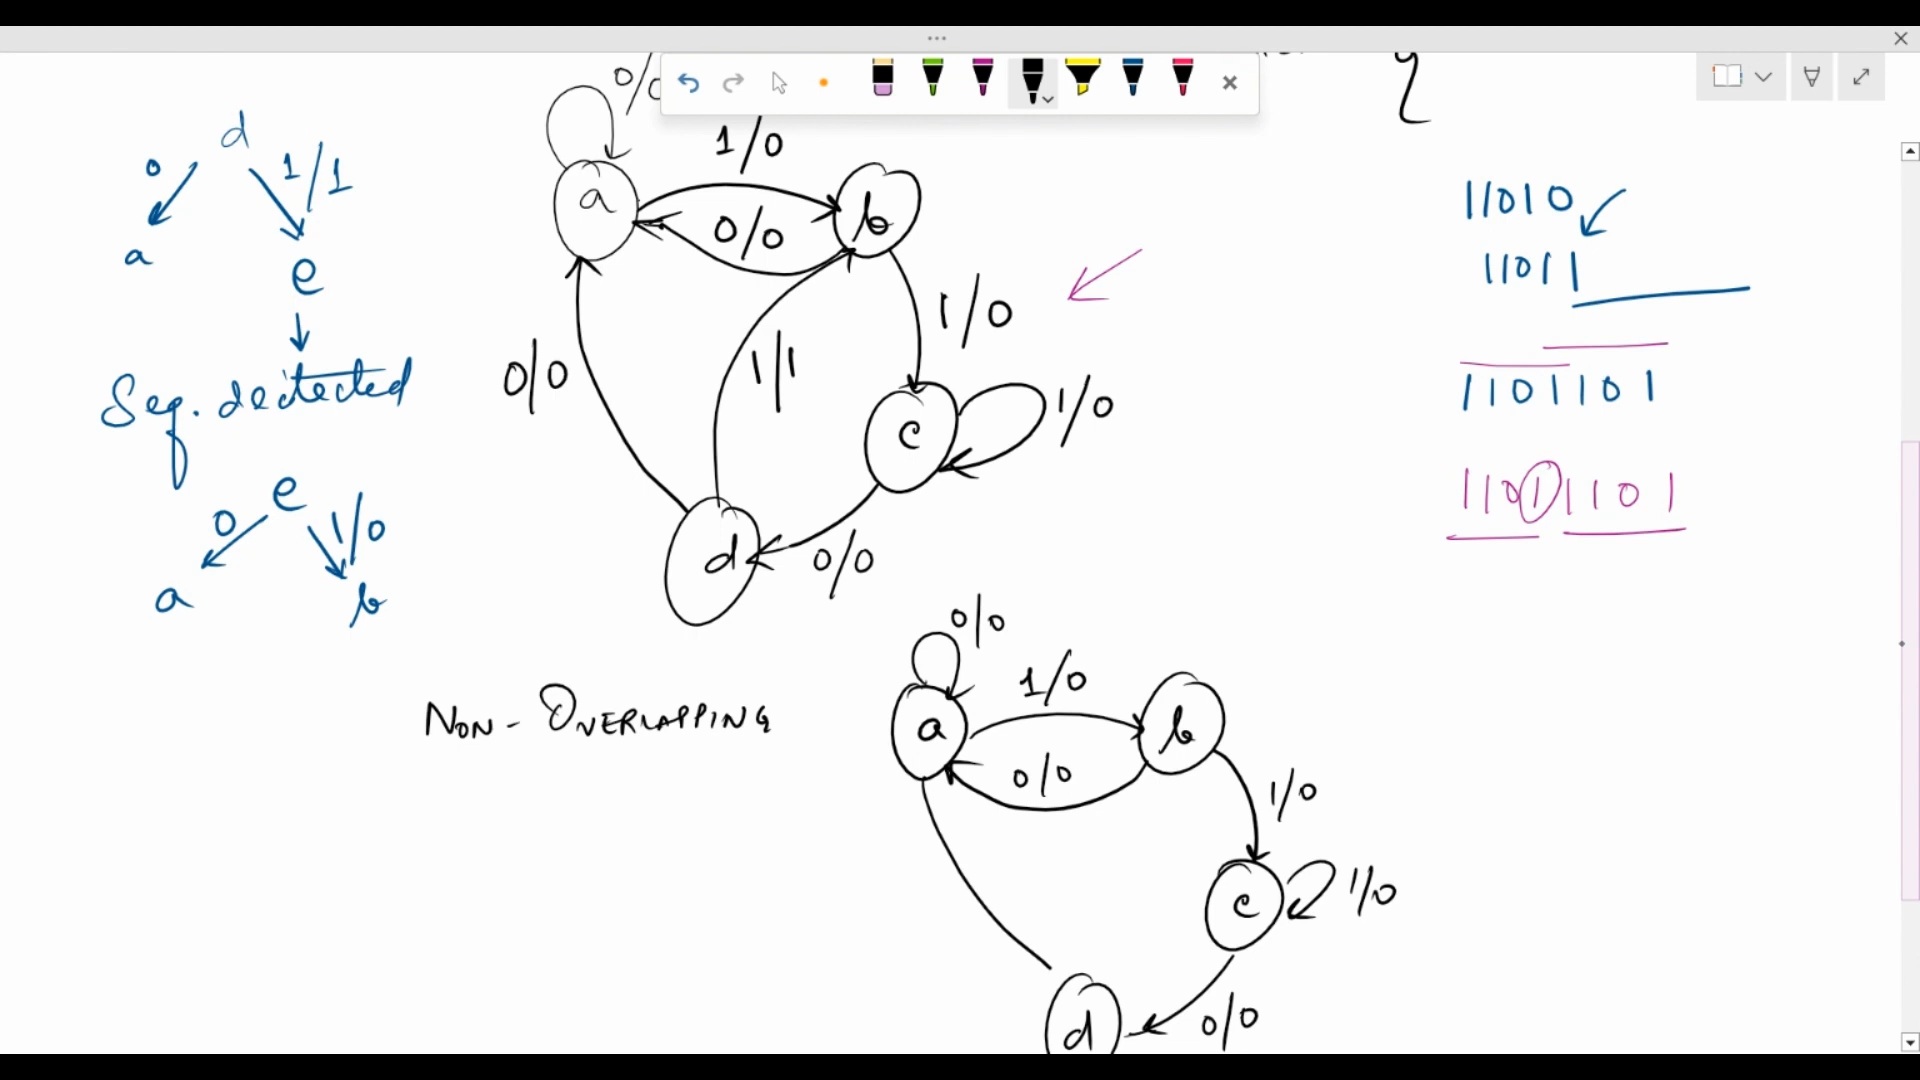 0/0
d
0
1/1
a
e
Seq. detected
e
0
1/0
a
b
a
1/0
0/0
b
1/0
0/0
1/1
c
1/0
d
0/0
11010
11011
1101101
11011101
Non-Overlapping
0/0
a
1/0
b
0/0
1/0
c
1/0
d
0/0